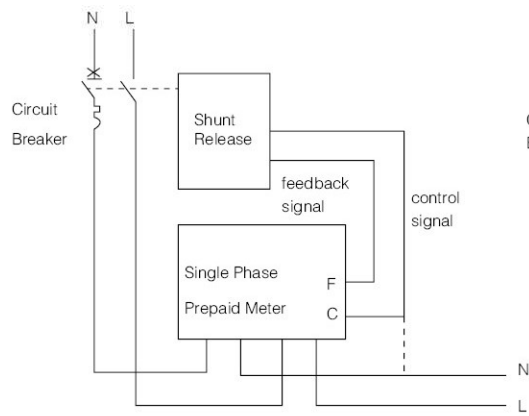 N L
Circuit
Breaker
Shunt
Release
feedback
signal
control
signal
Single Phase
Prepaid Meter
F
C
N
L